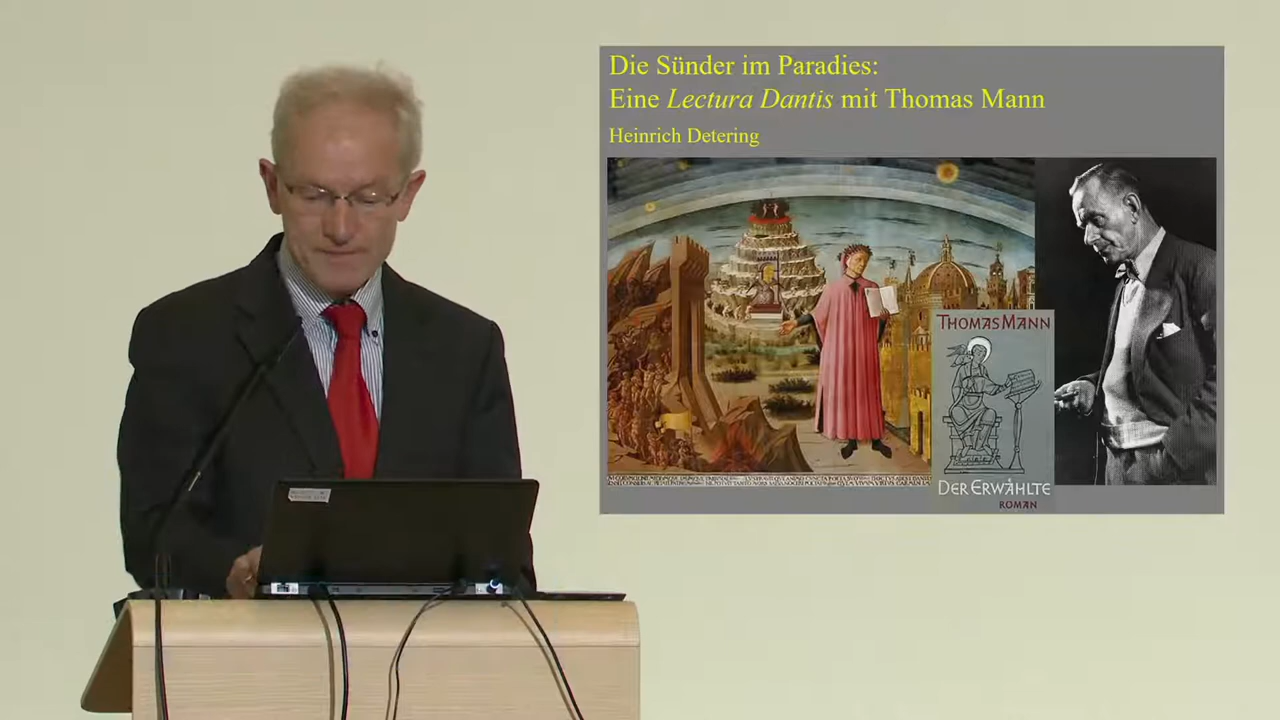 Die Sünder im Paradies:
Eine Lectura Dantis mit Thomas Mann
Heinrich Detering
THOMAS MANN
DER ERWÄHLTE
ROMAN